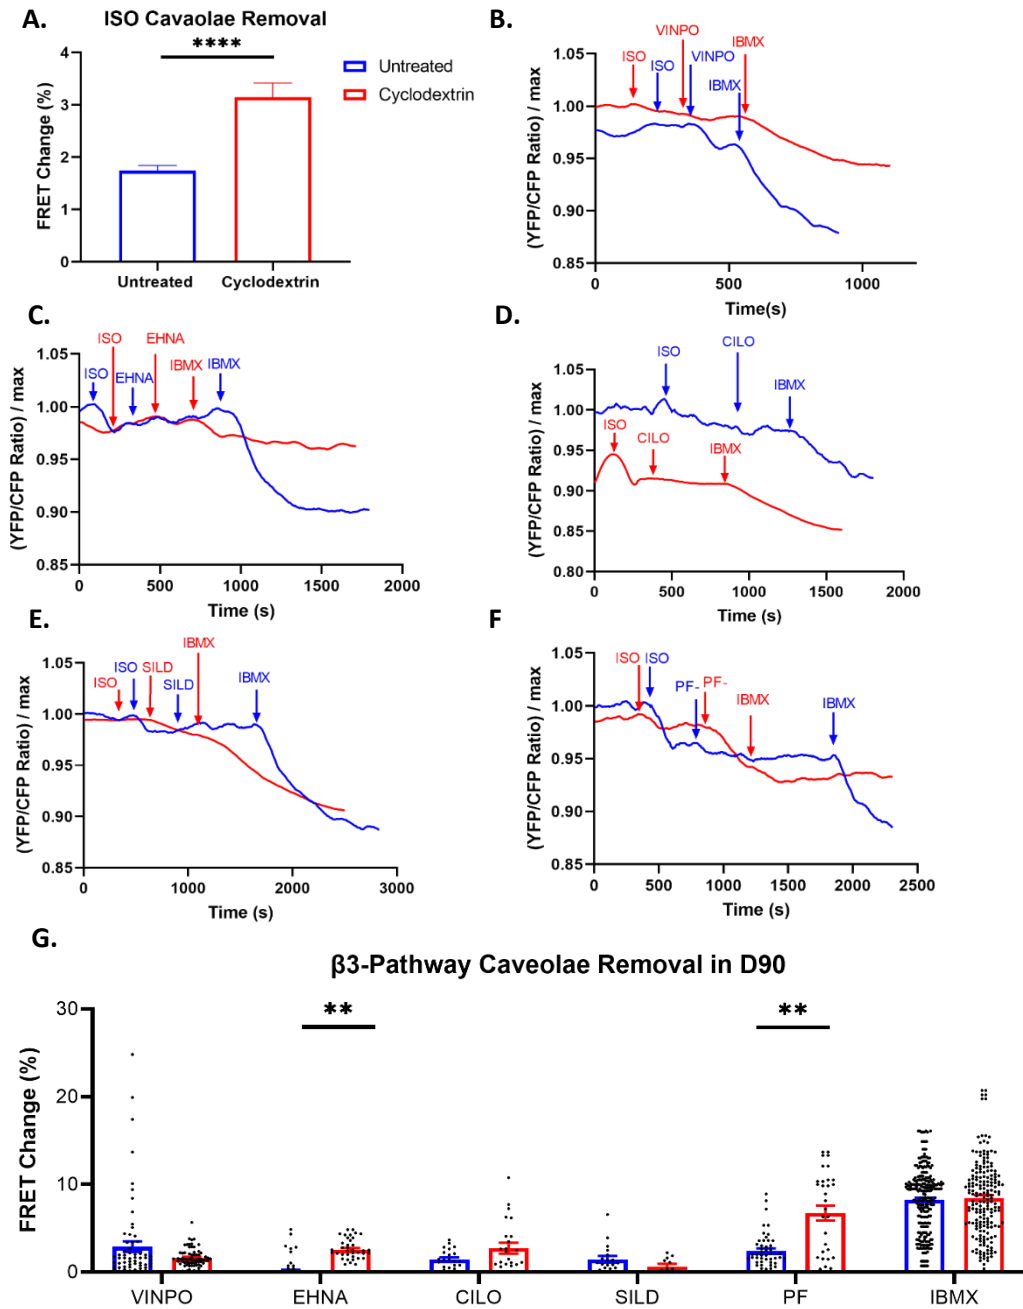 A.
ISO Cavaolae Removal
****
FRET Change (%)
4
3
2
1
0
Untreated
Cyclodextrin
Untreated
Cyclodextrin
B.
(YFP/CFP Ratio) / max
1.05
1.00
0.95
0.90
0.85
ISO
VINPO
IBMX
ISO
VINPO
IBMX
0
500
1000
Time(s)
C.
(YFP/CFP Ratio) / max
1.05
1.00
0.95
0.90
0.85
ISO
EHNA
IBMX
ISO
EHNA
IBMX
0
500
1000
1500
2000
Time (s)
D.
(YFP/CFP Ratio) / max
1.05
1.00
0.95
0.90
0.85
0.80
ISO
CILO
IBMX
ISO
CILO
IBMX
0
500
1000
1500
2000
Time (s)
E.
(YFP/CFP Ratio) / max
1.05
1.00
0.95
0.90
0.85
IBMX
ISO
SILD
ISO
SILD
IBMX
0
1000
2000
3000
Time (s)
F
(YFP/CFP Ratio) / max
1.05
1.00
0.95
0.90
0.85
ISO
ISO
PF-
PF-
IBMX
IBMX
0
500
1000
1500
2000
2500
Time (s)
G.
β3-Pathway Caveolae Removal in D90
FRET Change (%)
30
20
10
0
**
**
VINPO
EHNA
CILO
SILD
PF
IBMX